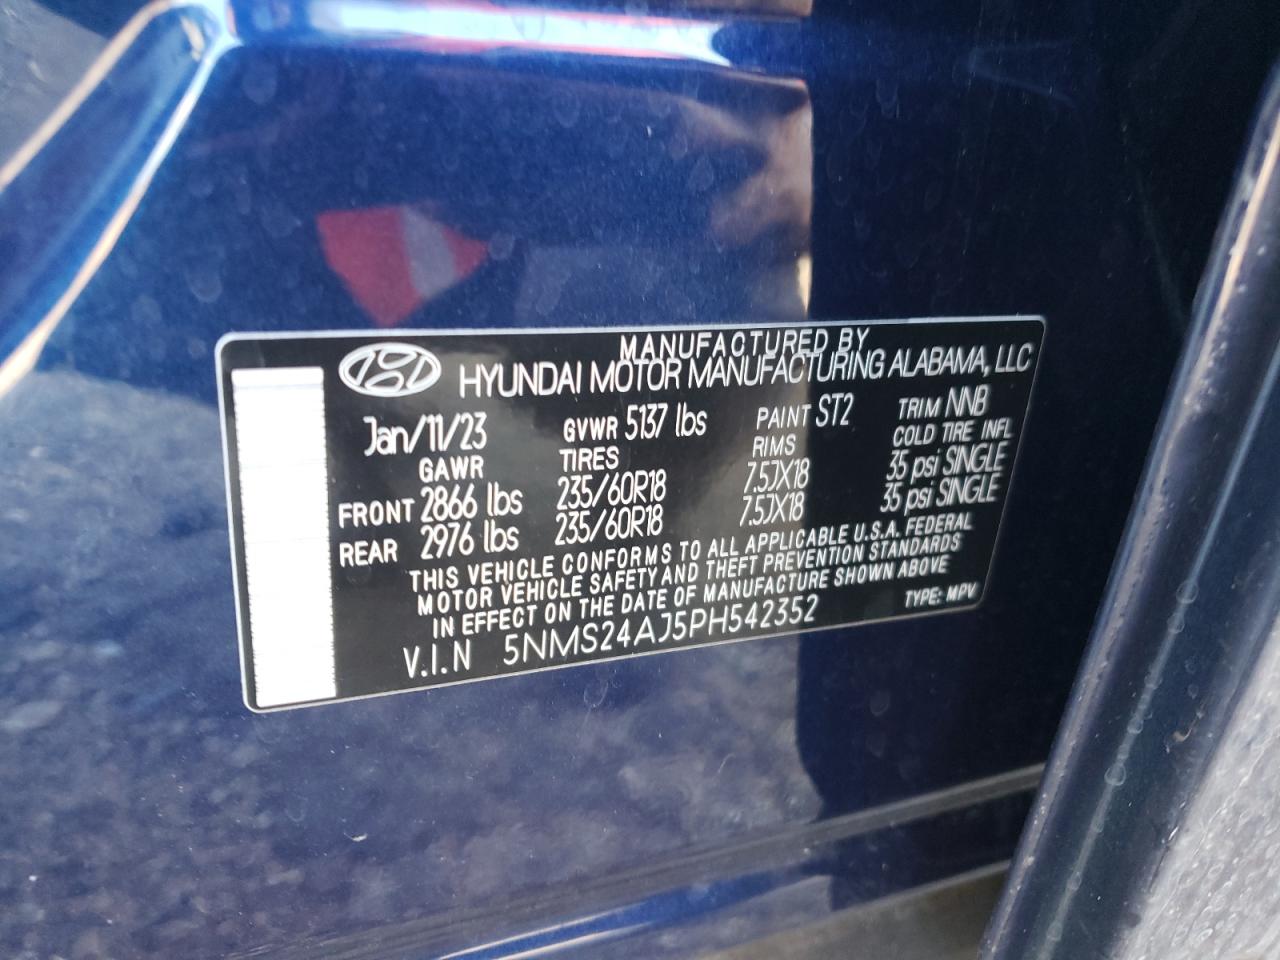 MANUFACTURED BY
HYUNDAI MOTOR MANUFACTURING ALABAMA, LLC
Jan/11/23 GVWR 5137 lbs PAINT ST2 TRIM NNB
GAWR TIRES RIMS COLD TIRE INFL
FRONT 2866 lbs 235/60R18 7.5JX18 35 psi SINGLE
REAR 2976 lbs 235/60R18 7.5JX18 35 psi SINGLE
THIS VEHICLE CONFORMS TO ALL APPLICABLE U.S.A. FEDERAL
MOTOR VEHICLE SAFETY AND THEFT PREVENTION STANDARDS
IN EFFECT ON THE DATE OF MANUFACTURE SHOWN ABOVE
V.I.N 5NMS24AJ5PH542352 TYPE: MPV